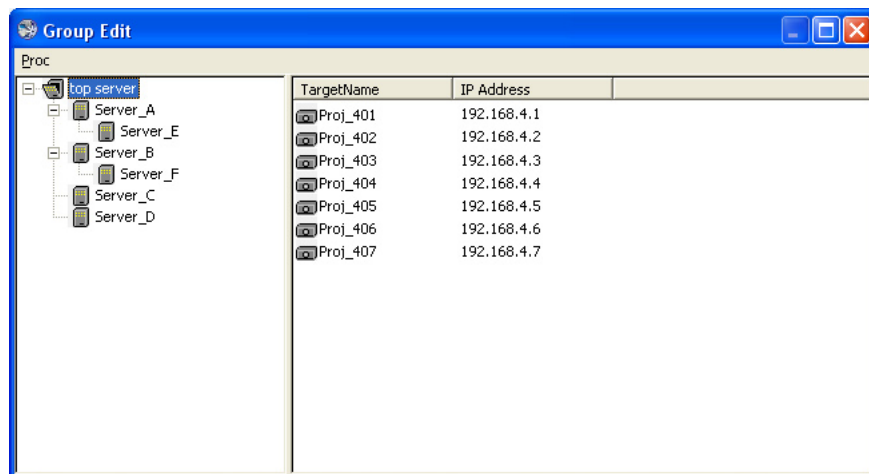 Group Edit
Proc
top server
Server_A
Server_E
Server_B
Server_F
Server_C
Server_D
TargetName IP Address
Proj_401 192.168.4.1
Proj_402 192.168.4.2
Proj_403 192.168.4.3
Proj_404 192.168.4.4
Proj_405 192.168.4.5
Proj_406 192.168.4.6
Proj_407 192.168.4.7